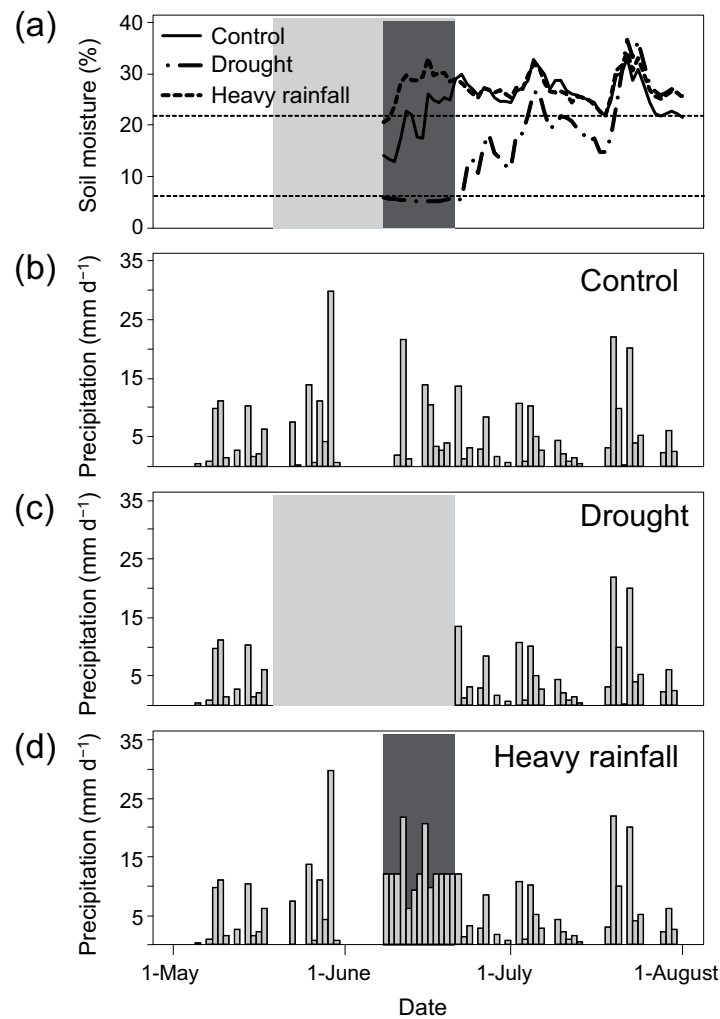 (a)
Soil moisture (%)
40
30
20
10
0
Control
Drought
Heavy rainfall
(b)
Precipitation (mm d⁻¹)
35
25
15
5
Control
(c)
Precipitation (mm d⁻¹)
35
25
15
5
Drought
(d)
Precipitation (mm d⁻¹)
35
25
15
5
Heavy rainfall
1-May
1-June
1-July
1-August
Date